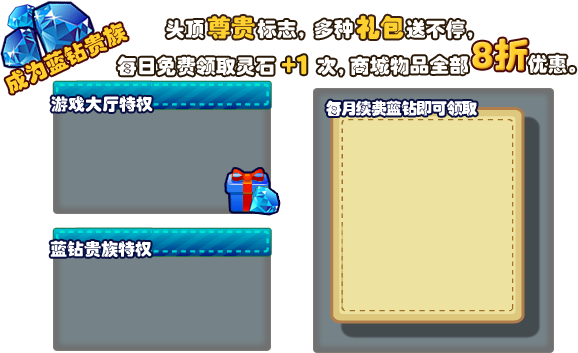 成为蓝钻贵族
头顶尊贵标志，多种礼包送不停，
每日免费领取灵石+1次，商城物品全部8折优惠。
游戏大厅特权
每月续费蓝钻即可领取
蓝钻贵族特权